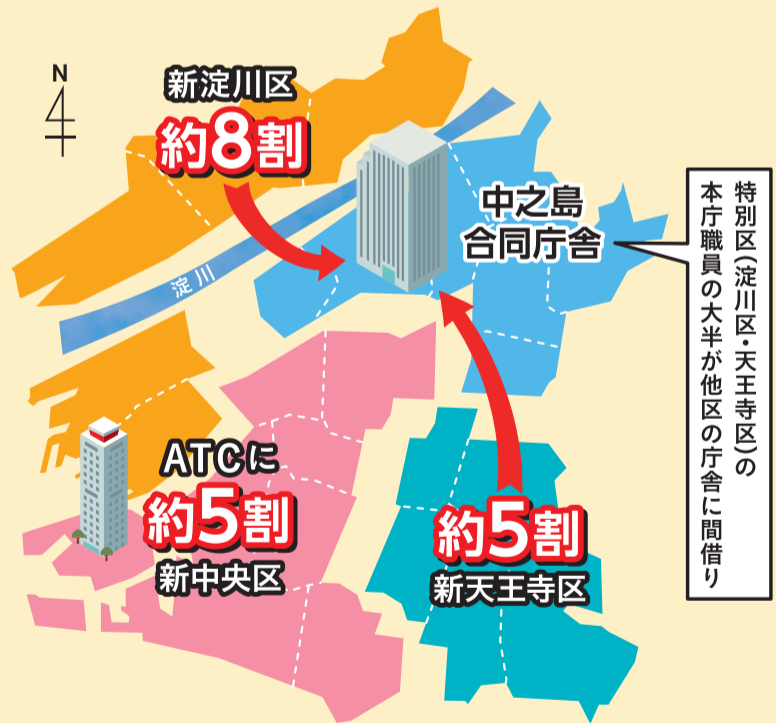 N
新淀川区
約8割
淀川
中之島
合同庁舎
特別区(淀川区・天王寺区)の
本庁職員の大半が他区の庁舎に間借り
ATCに
約5割
新中央区
約5割
新天王寺区